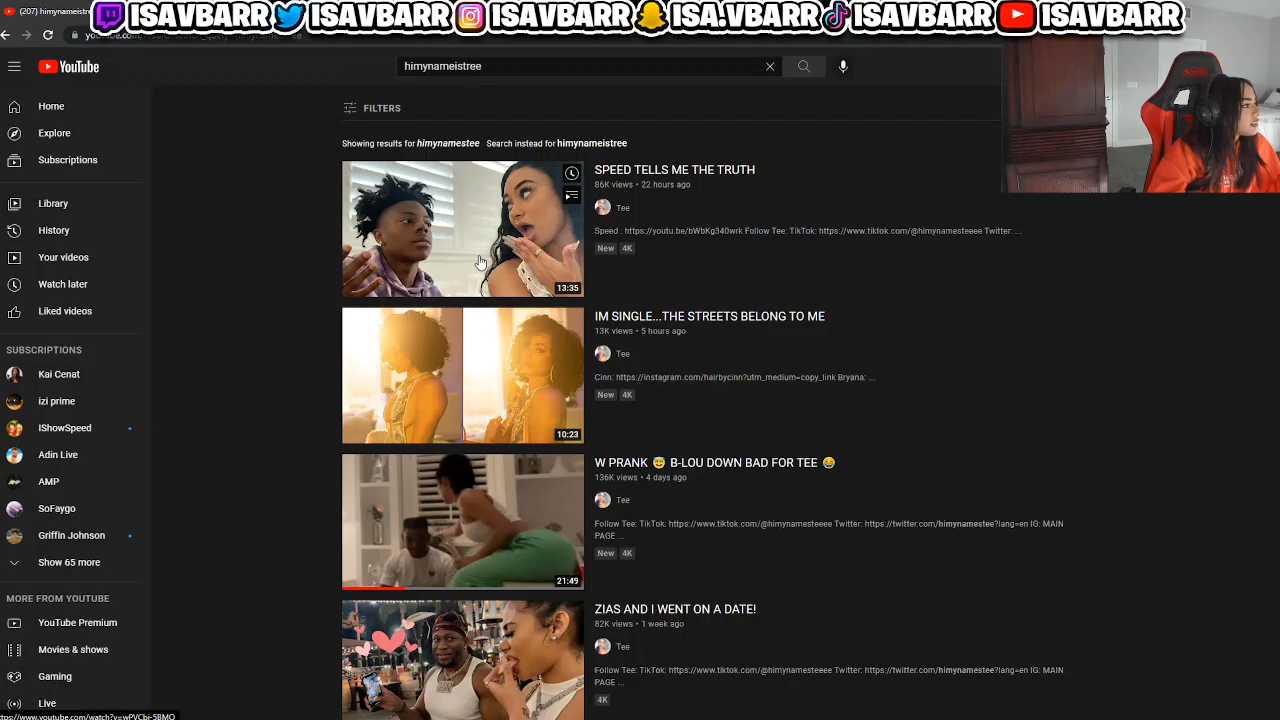 ISAVBARR ISAVBARR ISAVBARR ISA.VBARR ISAVBARR ISAVBARR
(207) himynameistr
YouTube
himynameistree
Home
Explore
Subscriptions
Library
History
Your videos
Watch later
Liked videos
SUBSCRIPTIONS
Kai Cenat
izi prime
IShowSpeed
Adin Live
AMP
SoFaygo
Griffin Johnson
Show 65 more
MORE FROM YOUTUBE
YouTube Premium
Movies & shows
Gaming
Live
FILTERS
Showing results for himynamestee Search instead for himynameistree
13:35
SPEED TELLS ME THE TRUTH
86K views • 22 hours ago
Tee
Speed : https://youtu.be/bWbKg340wrk Follow Tee: TikTok: https://www.tiktok.com/@himynamesteeee Twitter: ...
New 4K
10:23
IM SINGLE...THE STREETS BELONG TO ME
13K views • 5 hours ago
Tee
Cinn: https://instagram.com/hairbycinn?utm_medium=copy_link Bryana: ...
New 4K
21:49
W PRANK 😅 B-LOU DOWN BAD FOR TEE 😂
136K views • 4 days ago
Tee
Follow Tee: TikTok: https://www.tiktok.com/@himynamesteeee Twitter: https://twitter.com/himynamestee?lang=en IG: MAIN
PAGE ...
New 4K
ZIAS AND I WENT ON A DATE!
82K views • 1 week ago
Tee
Follow Tee: TikTok: https://www.tiktok.com/@himynamesteeee Twitter: https://twitter.com/himynamestee?lang=en IG: MAIN
PAGE ...
4K